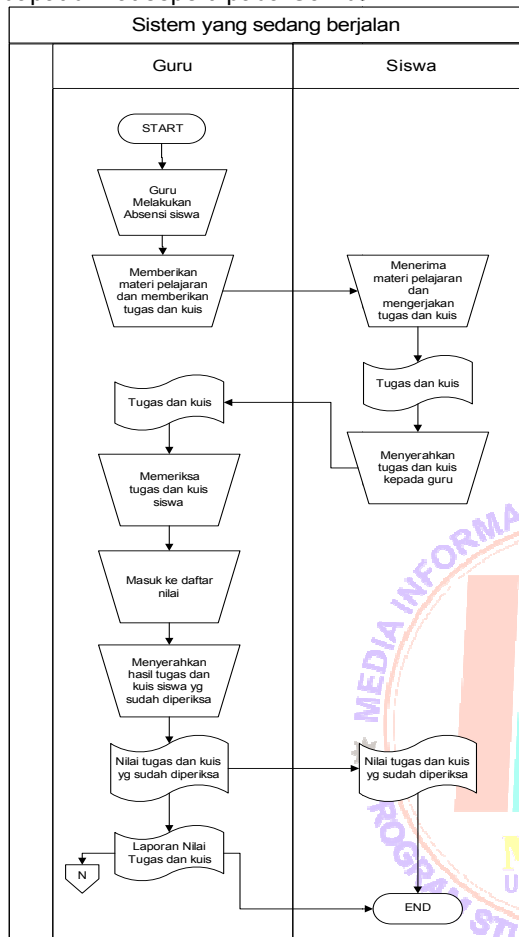 Sistem yang sedang berjalan
Guru
Siswa
START
Guru
Melakukan
Absensi siswa
Memberikan
materi pelajaran
dan memberikan
tugas dan kuis
Menerima
materi pelajaran
dan
mengerjakan
tugas dan kuis
Tugas dan kuis
Menyerahkan
tugas dan kuis
kepada guru
Tugas dan kuis
Memeriksa
tugas dan kuis
siswa
Masuk ke daftar
nilai
Menyerahkan
hasil tugas dan
kuis siswa yg
sudah diperiksa
Nilai tugas dan kuis
yg sudah diperiksa
Nilai tugas dan kuis
yg sudah diperiksa
Laporan Nilai
Tugas dan kuis
N
END
MEDIA INFORMA